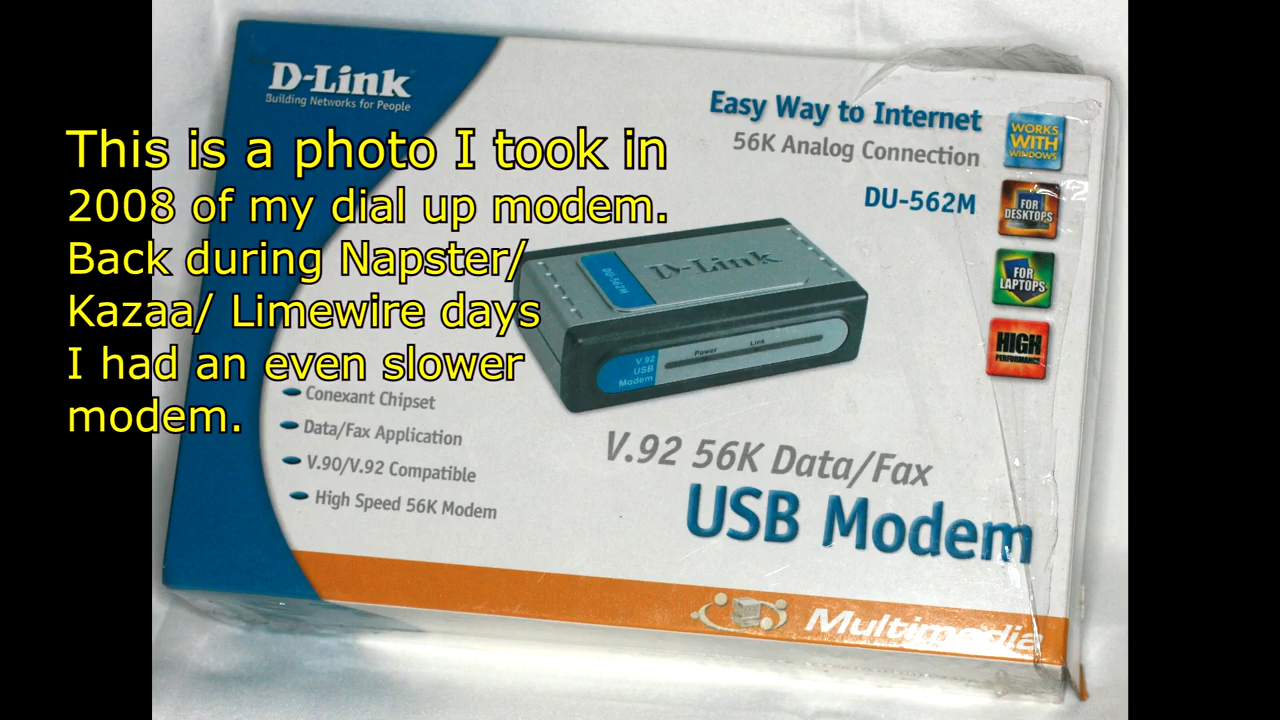 D-Link
Building Networks for People
Easy Way to Internet
56K Analog Connection
DU-562M
WORKS
WITH
WINDOWS
FOR
DESKTOPS
FOR
LAPTOPS
HIGH
PERFORMANCE
This is a photo I took in
2008 of my dial up modem.
Back during Napster/
Kazaa/ Limewire days
I had an even slower
modem.
D-Link
DU-562M
Power
Link
V.92
USB
Modem
Conexant Chipset
Data/Fax Application
V.90/V.92 Compatible
High Speed 56K Modem
V.92 56K Data/Fax
USB Modem
Multimedia